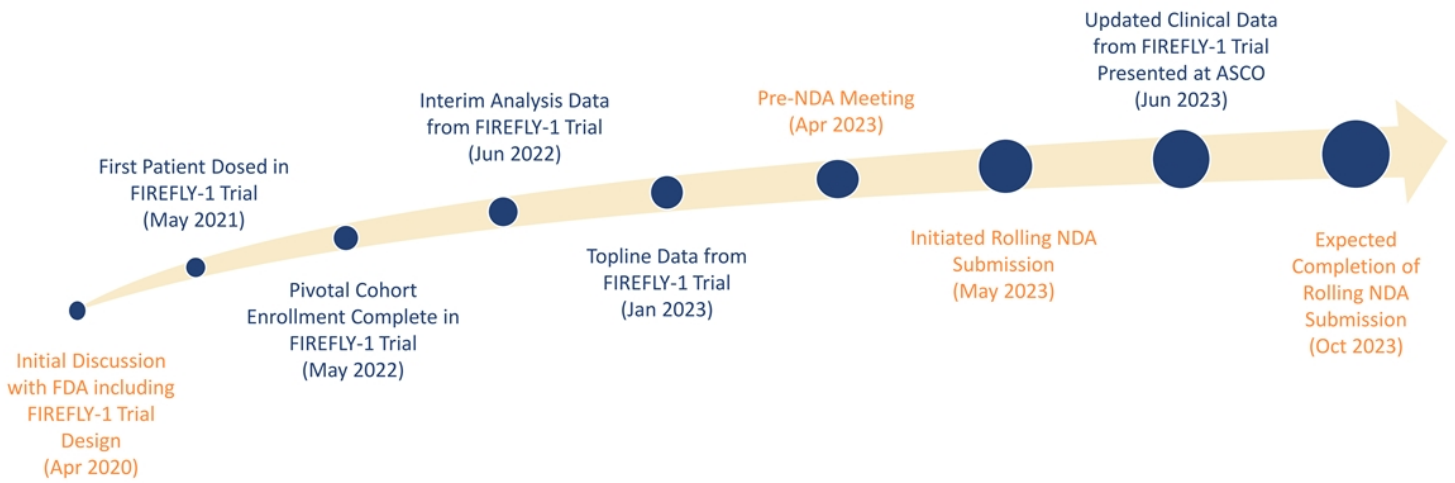 Initial Discussion
with FDA including
FIREFLY-1 Trial
Design
(Apr 2020)
First Patient Dosed in
FIREFLY-1 Trial
(May 2021)
Pivotal Cohort
Enrollment Complete in
FIREFLY-1 Trial
(May 2022)
Interim Analysis Data
from FIREFLY-1 Trial
(Jun 2022)
Topline Data from
FIREFLY-1 Trial
(Jan 2023)
Pre-NDA Meeting
(Apr 2023)
Initiated Rolling NDA
Submission
(May 2023)
Updated Clinical Data
from FIREFLY-1 Trial
Presented at ASCO
(Jun 2023)
Expected
Completion of
Rolling NDA
Submission
(Oct 2023)